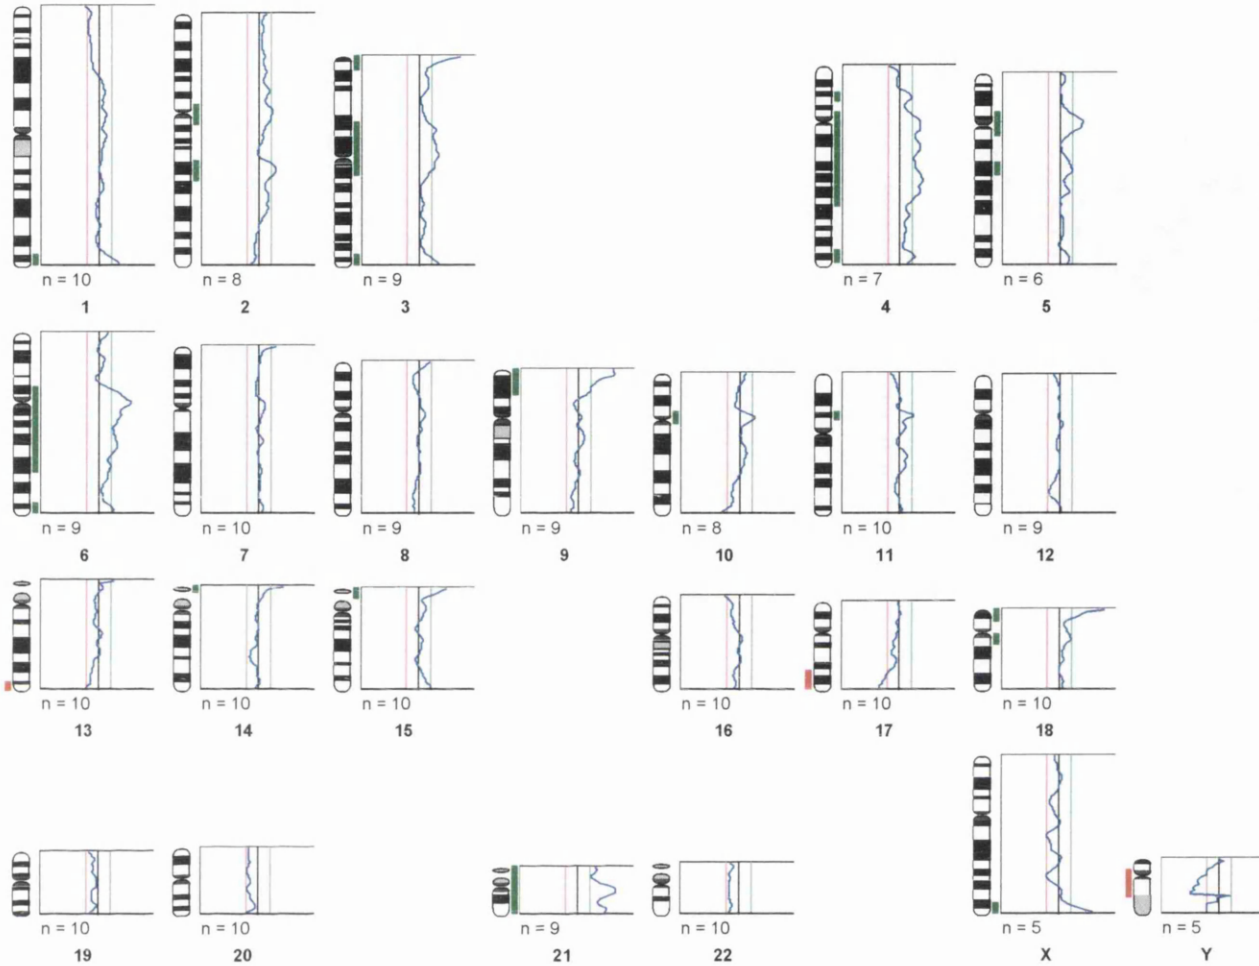 n = 10
n = 8
n = 9
n = 7
n = 6
1
2
3
4
5
n = 9
n = 10
n = 9
n = 9
n = 8
n = 10
n = 9
6
7
8
9
10
11
12
n = 10
n = 10
n = 10
n = 10
n = 10
n = 10
13
14
15
16
17
18
n = 10
n = 10
n = 9
n = 10
n = 5
n = 5
19
20
21
22
X
Y